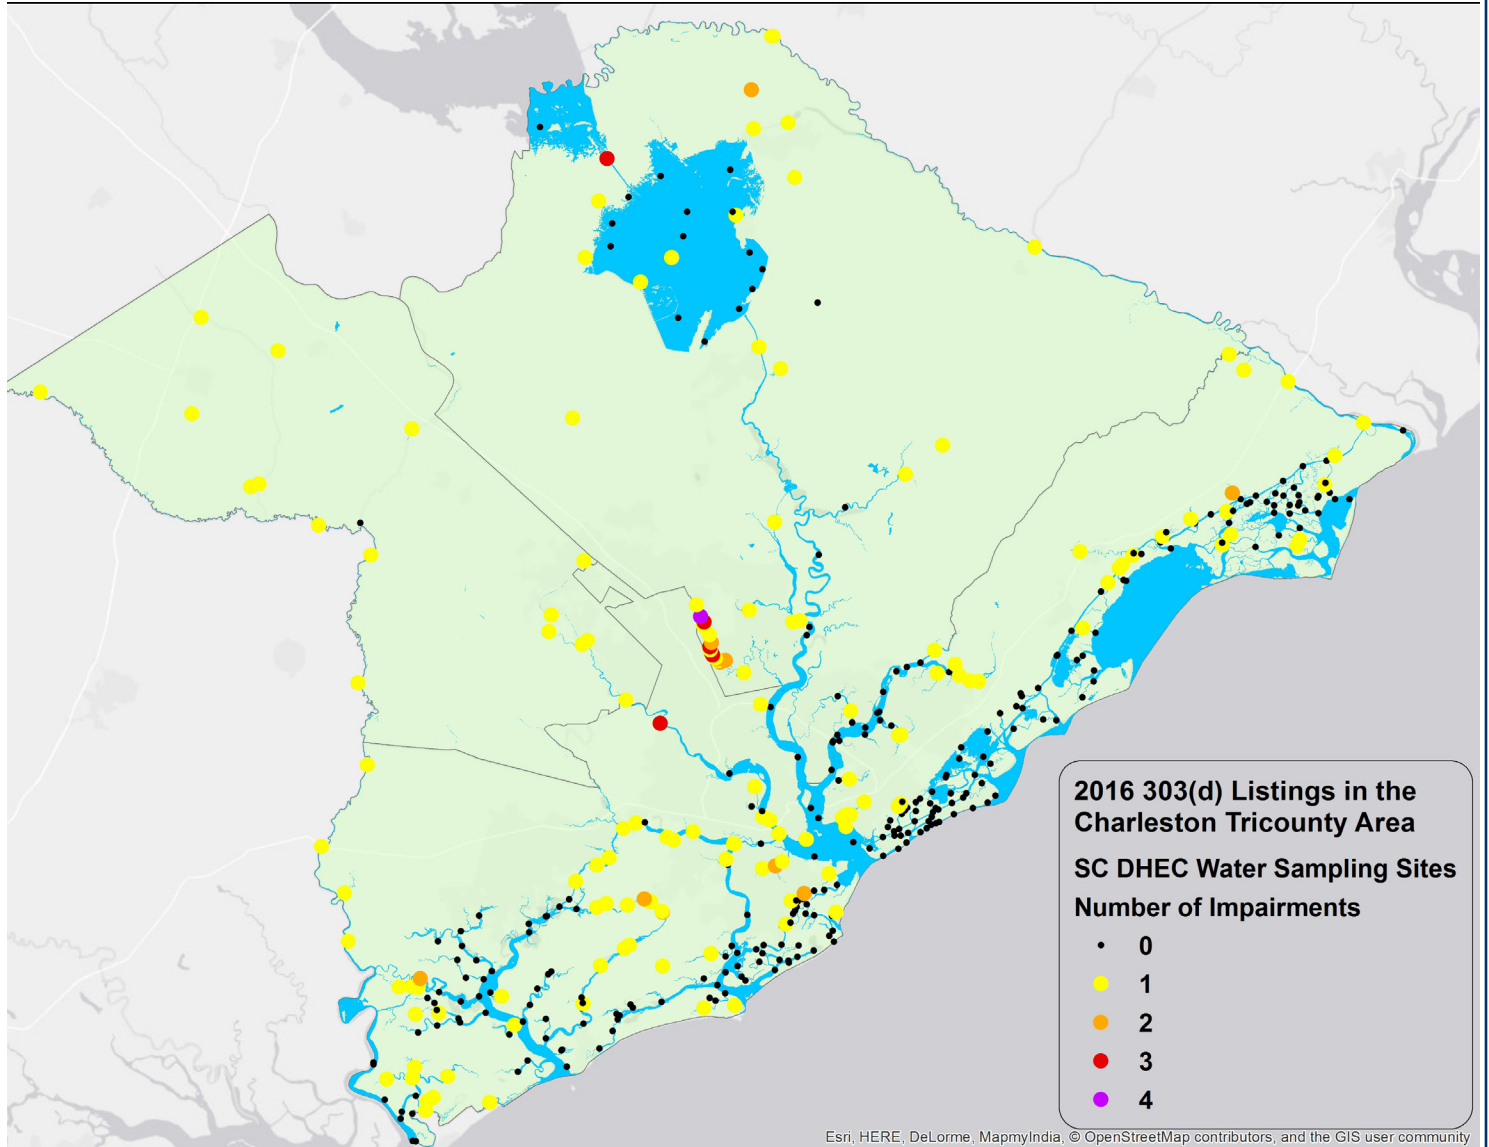 2016 303(d) Listings in the
Charleston Tricounty Area
SC DHEC Water Sampling Sites
Number of Impairments
0
1
2
3
4
Esri, HERE, DeLorme, MapmyIndia, © OpenStreetMap contributors, and the GIS user community